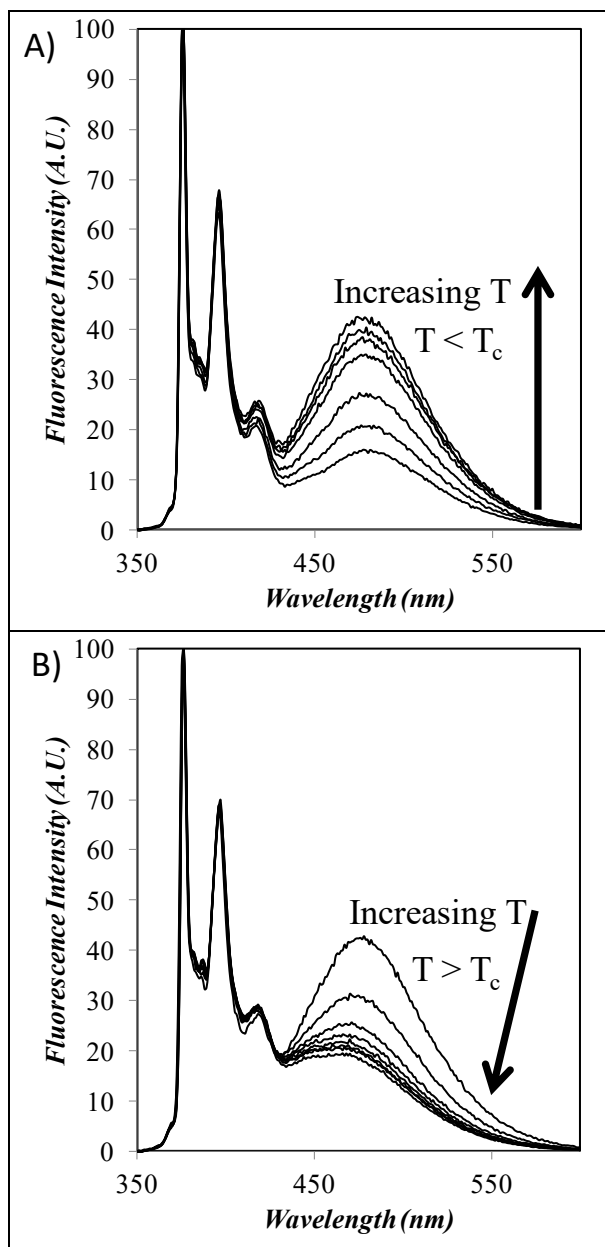 A)
100
90
80
70
60
50
40
30
20
10
0
Fluorescence Intensity (A.U.)
Increasing T
T < Tc
350
450
550
Wavelength (nm)
B)
100
90
80
70
60
50
40
30
20
10
0
Fluorescence Intensity (A.U.)
Increasing T
T > Tc
350
450
550
Wavelength (nm)